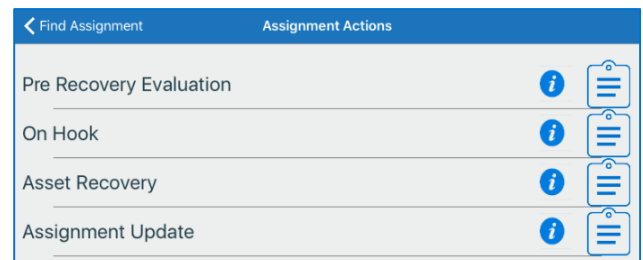 Find Assignment Assignment Actions
Pre Recovery Evaluation
On Hook
Asset Recovery
Assignment Update